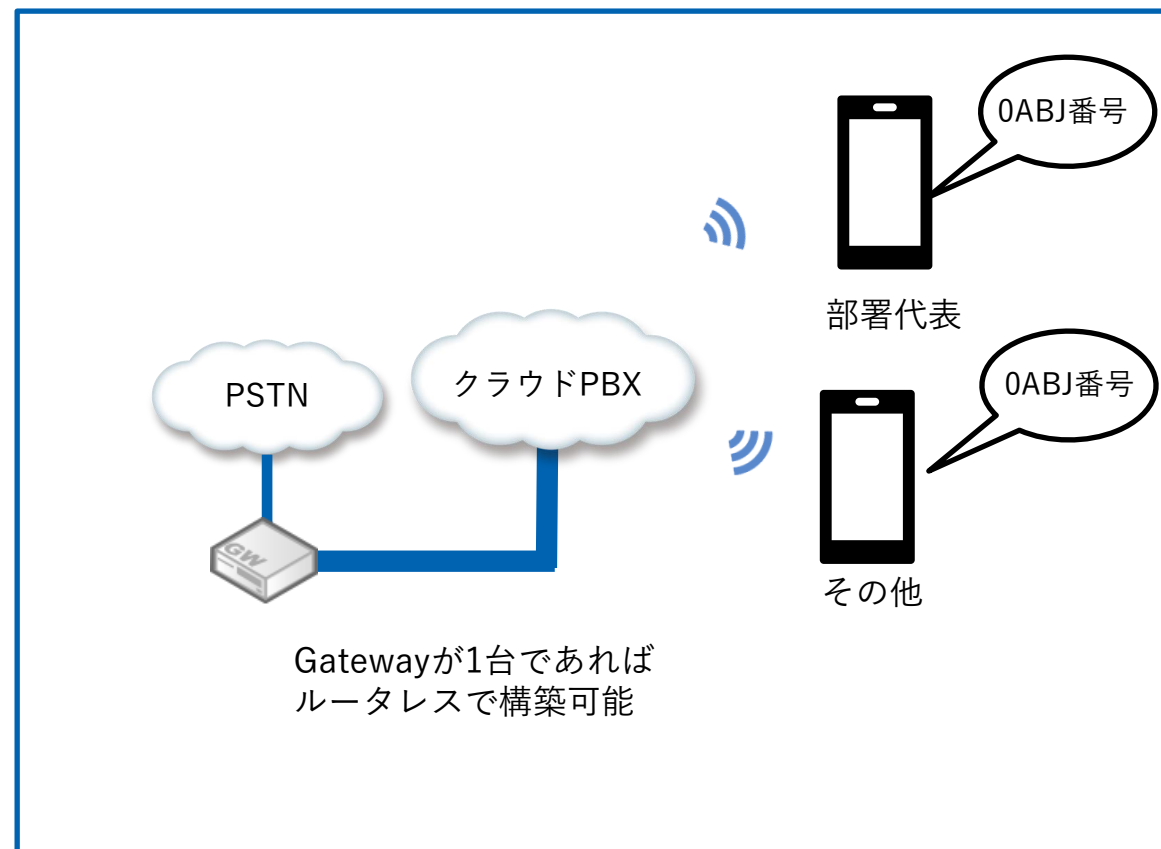 0ABJ番号
部署代表
PSTN
クラウドPBX
0ABJ番号
GW
その他
Gatewayが1台であれば
ルータレスで構築可能